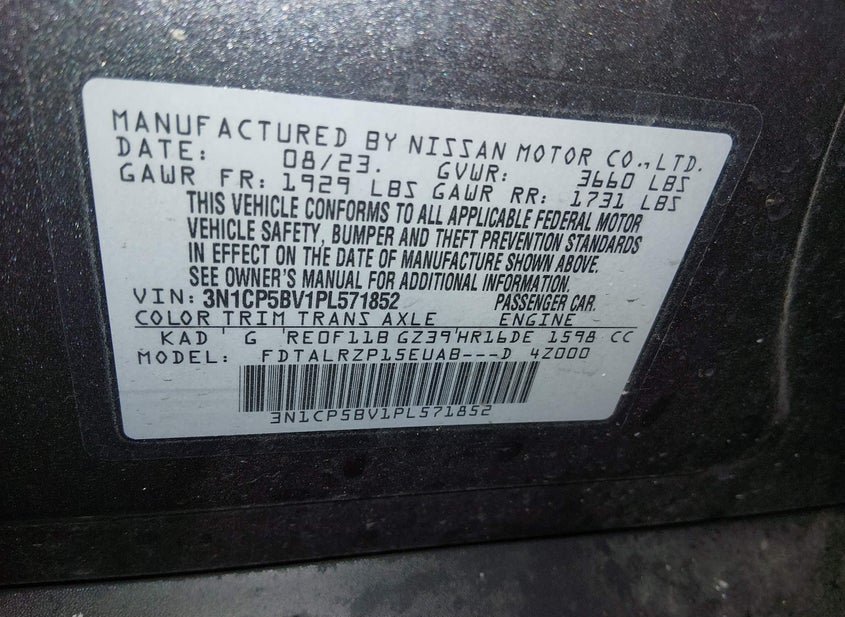 MANUFACTURED BY NISSAN MOTOR CO.,LTD.
DATE: 08/23. GVWR: 3660 LBS
GAWR FR: 1929 LBS GAWR RR: 1731 LBS
THIS VEHICLE CONFORMS TO ALL APPLICABLE FEDERAL MOTOR
VEHICLE SAFETY, BUMPER AND THEFT PREVENTION STANDARDS
IN EFFECT ON THE DATE OF MANUFACTURE SHOWN ABOVE.
SEE OWNER'S MANUAL FOR ADDITIONAL INFORMATION.
VIN: 3N1CP5BV1PL571852 PASSENGER CAR.
COLOR TRIM TRANS AXLE ENGINE
KAD G 'RE0F11B GZ39'HR16DE 1598 CC
MODEL: FDTALRZP15EUAB---D 4Z000
3N1CP5BV1PL571852